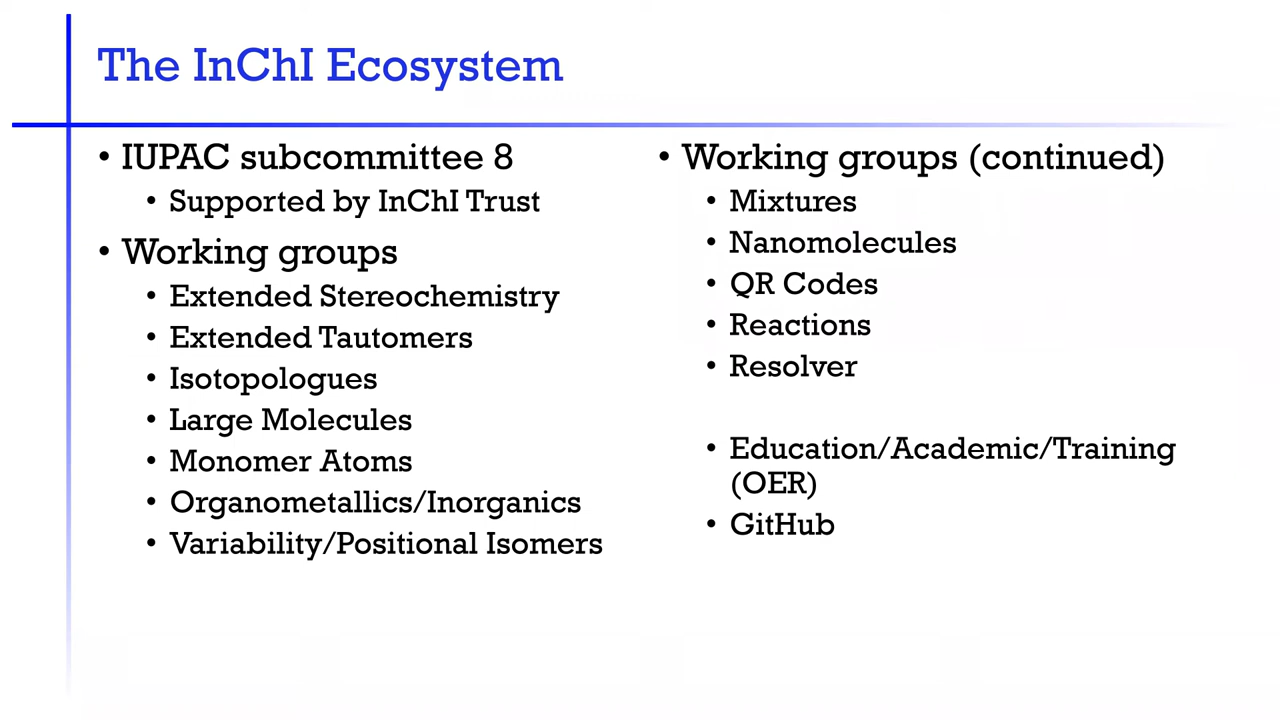 The InChI Ecosystem
• IUPAC subcommittee 8
• Supported by InChI Trust
• Working groups
• Extended Stereochemistry
• Extended Tautomers
• Isotopologues
• Large Molecules
• Monomer Atoms
• Organometallics/Inorganics
• Variability/Positional Isomers
• Working groups (continued)
• Mixtures
• Nanomolecules
• QR Codes
• Reactions
• Resolver
• Education/Academic/Training
(OER)
• GitHub